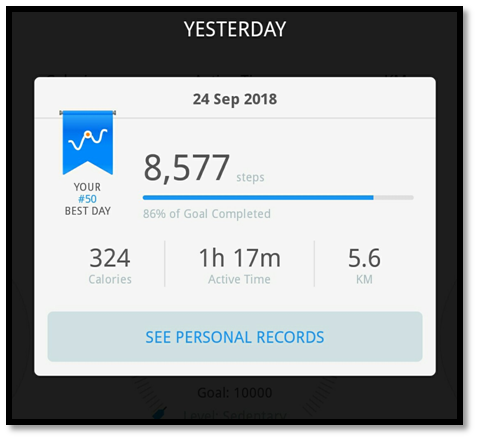 YESTERDAY
24 Sep 2018
YOUR
#50
BEST DAY
8,577 steps
86% of Goal Completed
324
Calories
1h 17m
Active Time
5.6
KM
SEE PERSONAL RECORDS
Goal: 10000
Level: Sedentary